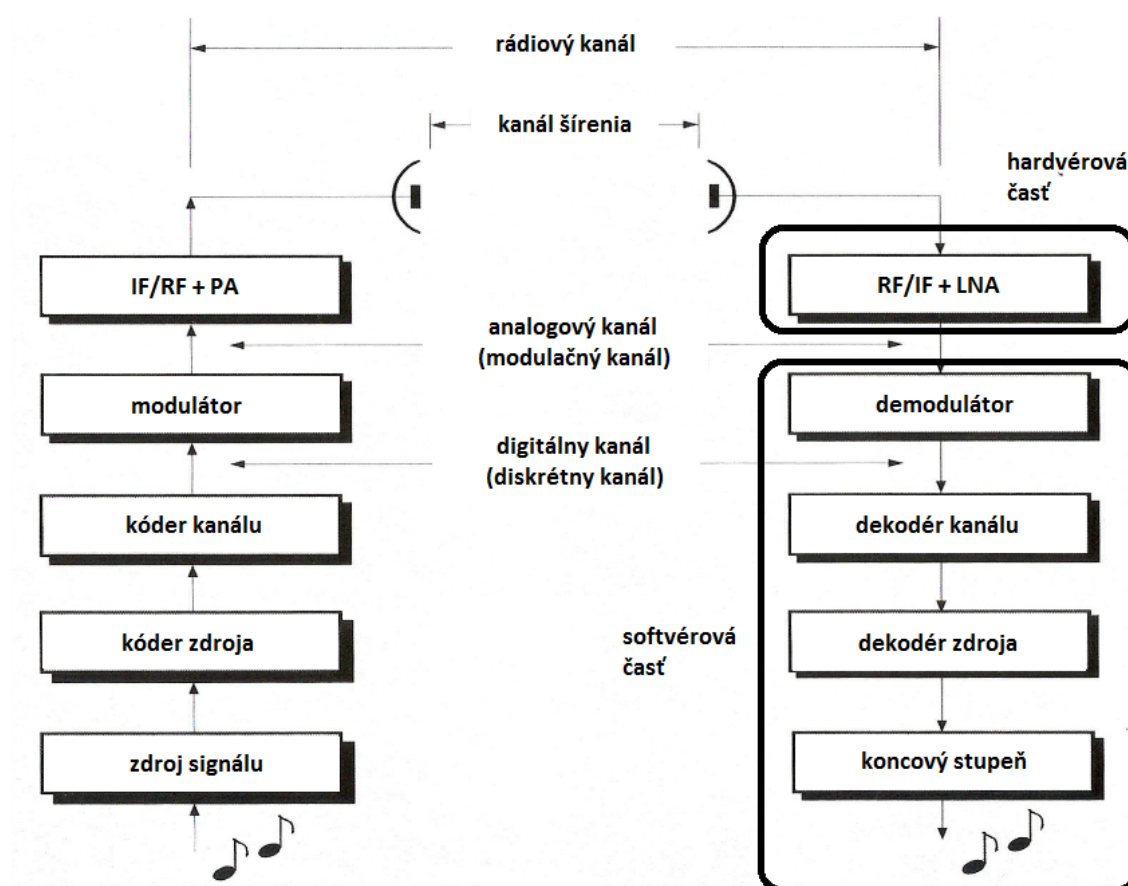 rádiový kanál
kanál šírenia
hardvérová
časť
IF/RF + PA
RF/IF + LNA
analogový kanál
(modulačný kanál)
modulátor
demodulátor
digitálny kanál
(diskrétny kanál)
kóder kanálu
dekodér kanálu
kóder zdroja
softvérová
časť
dekodér zdroja
zdroj signálu
koncový stupeň